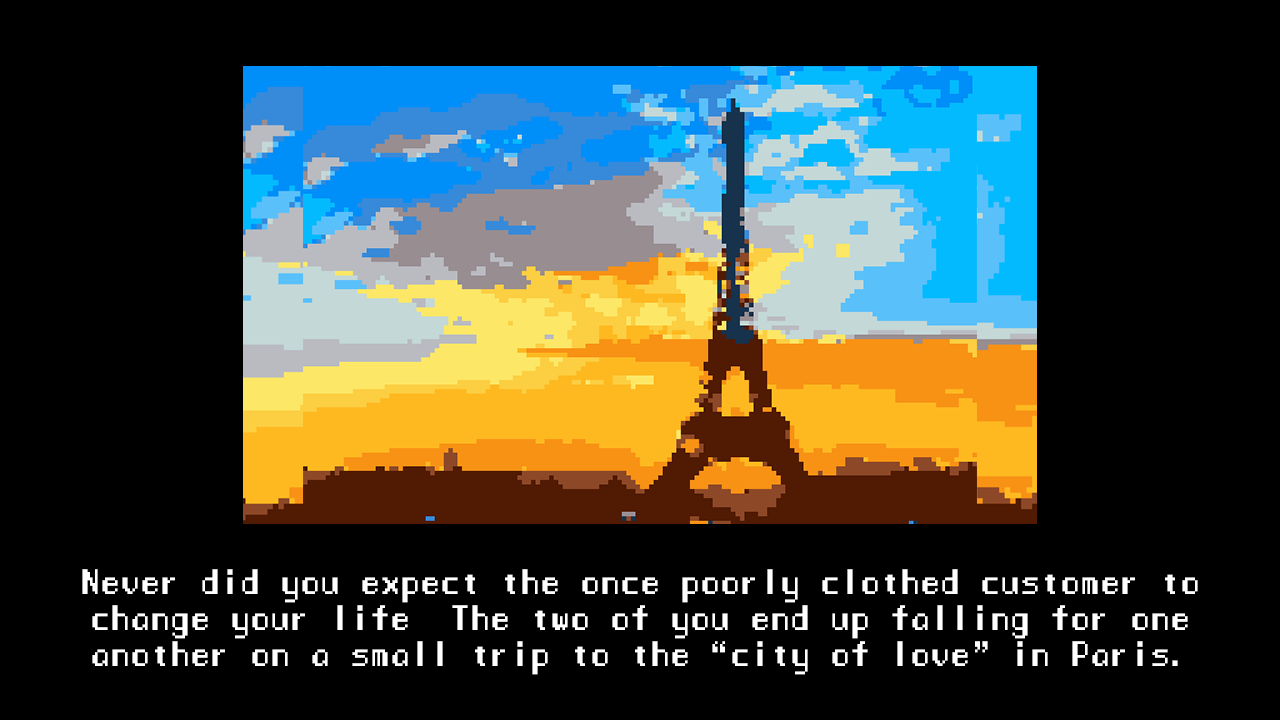 Never did you expect the once poorly clothed customer to
change your life  The two of you end up falling for one
another on a small trip to the “city of love” in Paris.